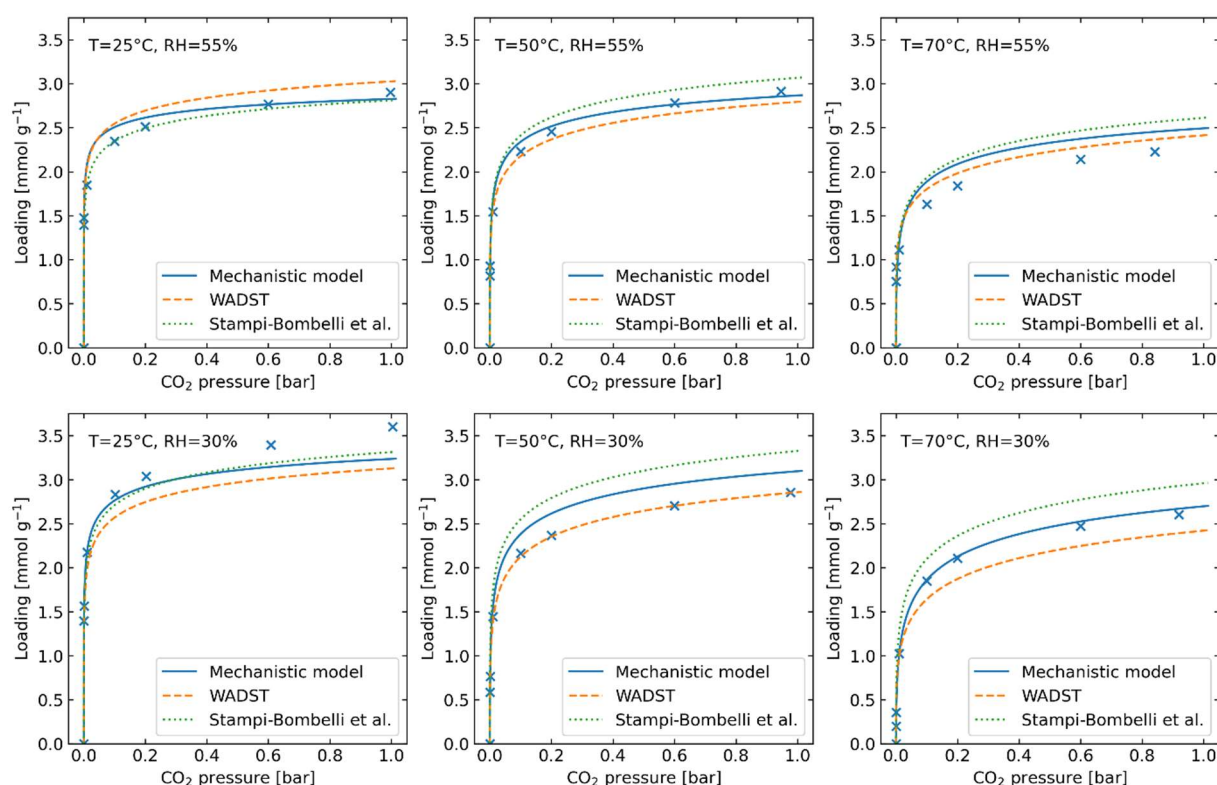 T=25°C, RH=55%
Loading [mmol g⁻¹]
3.5
3.0
2.5
2.0
1.5
1.0
0.5
0.0
Mechanistic model
WADST
Stampi-Bombelli et al.
0.0 0.2 0.4 0.6 0.8 1.0
CO₂ pressure [bar]
T=50°C, RH=55%
Loading [mmol g⁻¹]
3.5
3.0
2.5
2.0
1.5
1.0
0.5
0.0
Mechanistic model
WADST
Stampi-Bombelli et al.
0.0 0.2 0.4 0.6 0.8 1.0
CO₂ pressure [bar]
T=70°C, RH=55%
Loading [mmol g⁻¹]
3.5
3.0
2.5
2.0
1.5
1.0
0.5
0.0
Mechanistic model
WADST
Stampi-Bombelli et al.
0.0 0.2 0.4 0.6 0.8 1.0
CO₂ pressure [bar]
T=25°C, RH=30%
Loading [mmol g⁻¹]
3.5
3.0
2.5
2.0
1.5
1.0
0.5
0.0
Mechanistic model
WADST
Stampi-Bombelli et al.
0.0 0.2 0.4 0.6 0.8 1.0
CO₂ pressure [bar]
T=50°C, RH=30%
Loading [mmol g⁻¹]
3.5
3.0
2.5
2.0
1.5
1.0
0.5
0.0
Mechanistic model
WADST
Stampi-Bombelli et al.
0.0 0.2 0.4 0.6 0.8 1.0
CO₂ pressure [bar]
T=70°C, RH=30%
Loading [mmol g⁻¹]
3.5
3.0
2.5
2.0
1.5
1.0
0.5
0.0
Mechanistic model
WADST
Stampi-Bombelli et al.
0.0 0.2 0.4 0.6 0.8 1.0
CO₂ pressure [bar]